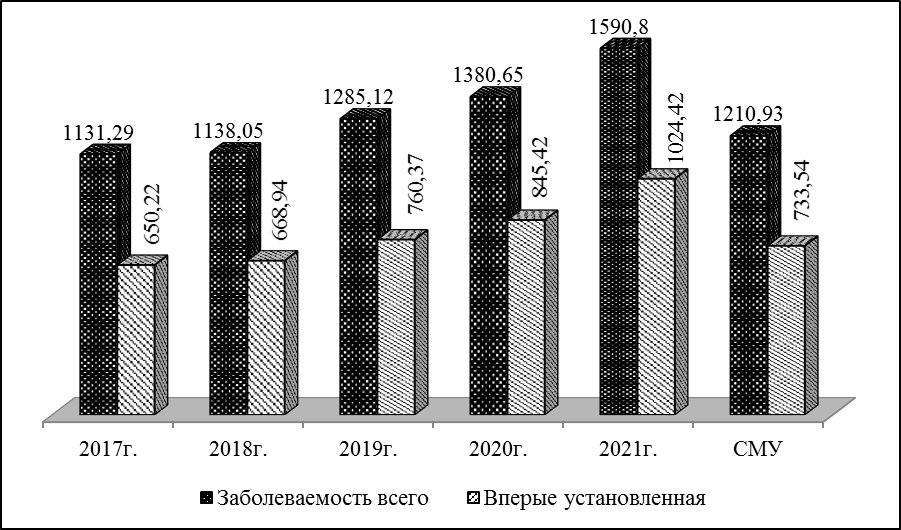 1590,8
1380,65
1285,12
1210,93
1131,29
1138,05
650,22
668,94
760,37
845,42
1024,42
733,54
2017г.
2018г.
2019г.
2020г.
2021г.
СМУ
Заболеваемость всего
Вперые установленная